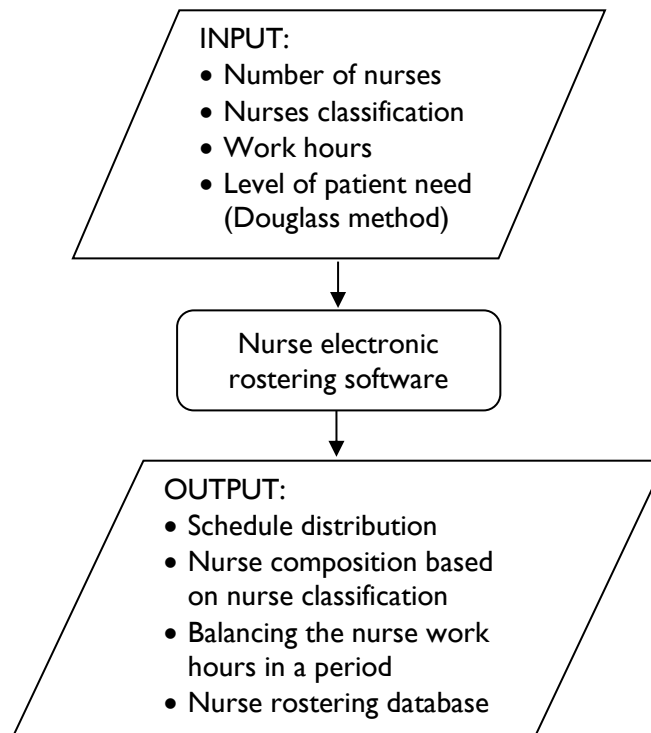 INPUT:
• Number of nurses
• Nurses classification
• Work hours
• Level of patient need
(Douglass method)
Nurse electronic
rostering software
OUTPUT:
• Schedule distribution
• Nurse composition based
on nurse classification
• Balancing the nurse work
hours in a period
• Nurse rostering database